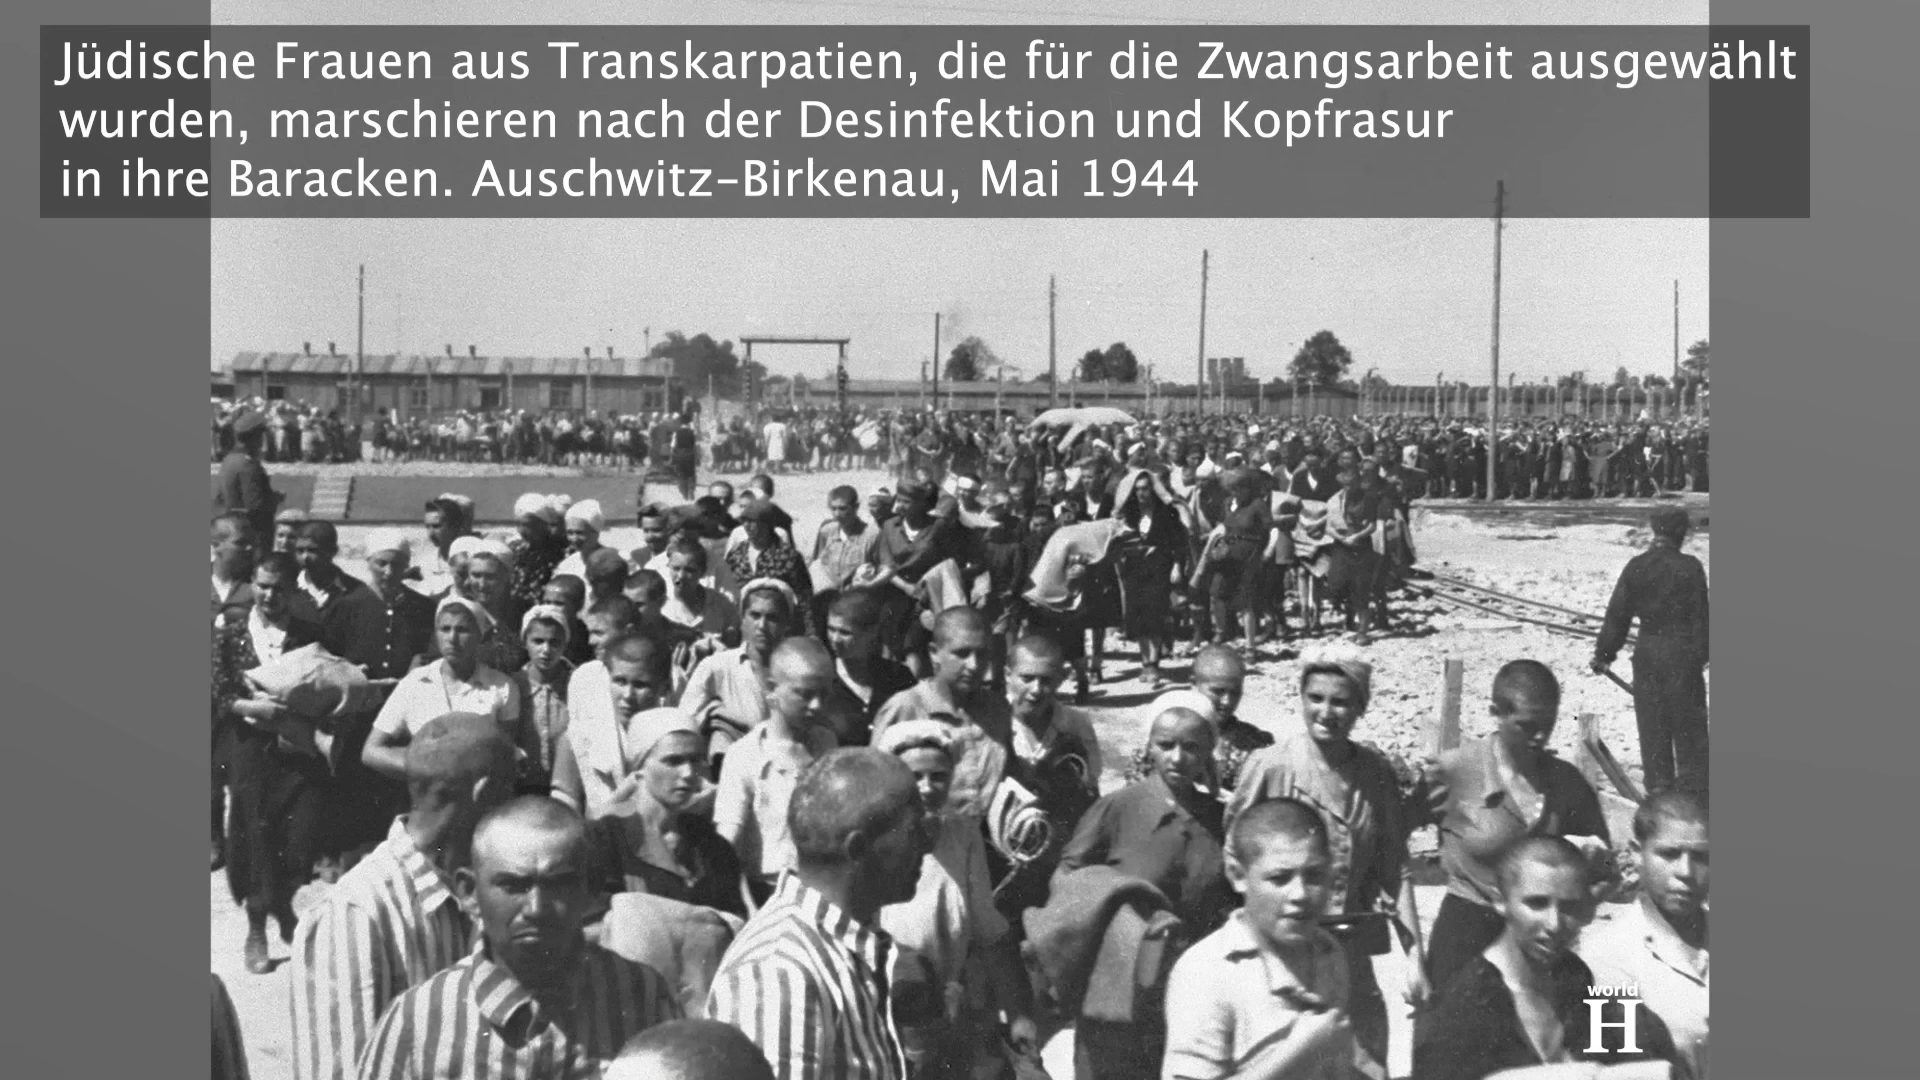 Jüdische Frauen aus Transkarpatien, die für die Zwangsarbeit ausgewählt
wurden, marschieren nach der Desinfektion und Kopfrasur
in ihre Baracken. Auschwitz-Birkenau, Mai 1944
world
H